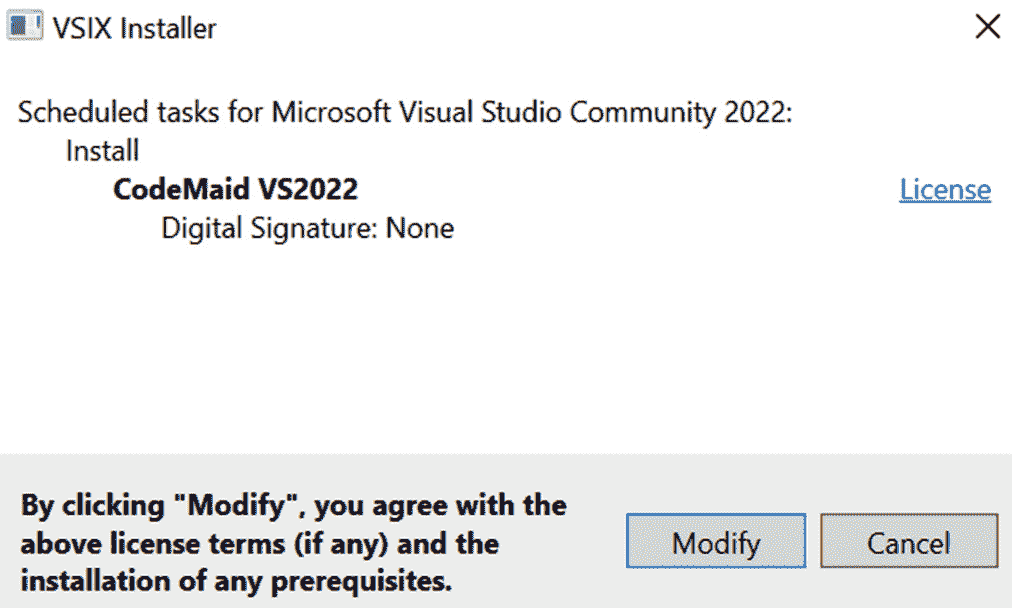 VSIX Installer
Scheduled tasks for Microsoft Visual Studio Community 2022:
Install
CodeMaid VS2022
License
Digital Signature: None
By clicking "Modify", you agree with the
above license terms (if any) and the
installation of any prerequisites.
Modify
Cancel